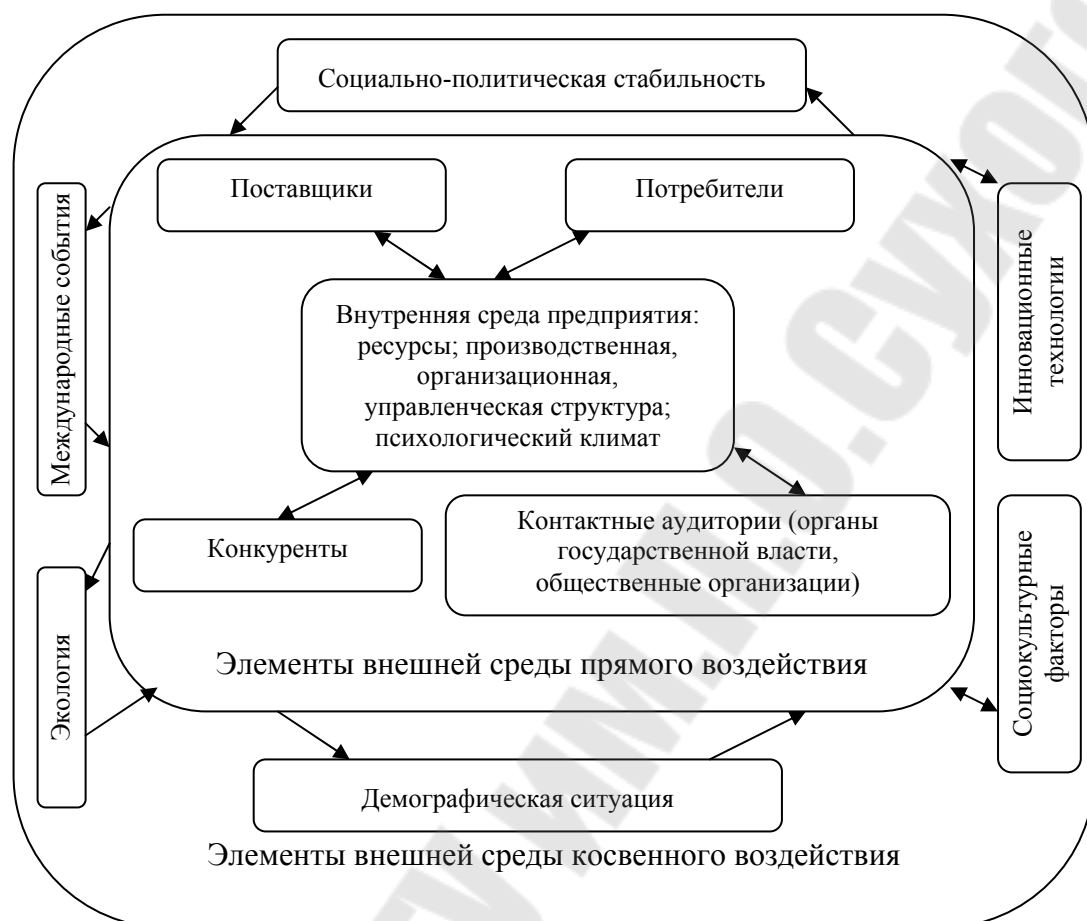 Социально-политическая стабильность
Поставщики
Потребители
Международные события
Инновационные
технологии
Внутренняя среда предприятия:
ресурсы; производственная,
организационная,
управленческая структура;
психологический климат
Конкуренты
Контактные аудитории (органы
государственной власти,
общественные организации)
Экология
Социокультурные
факторы
Элементы внешней среды прямого воздействия
Демографическая ситуация
Элементы внешней среды косвенного воздействия